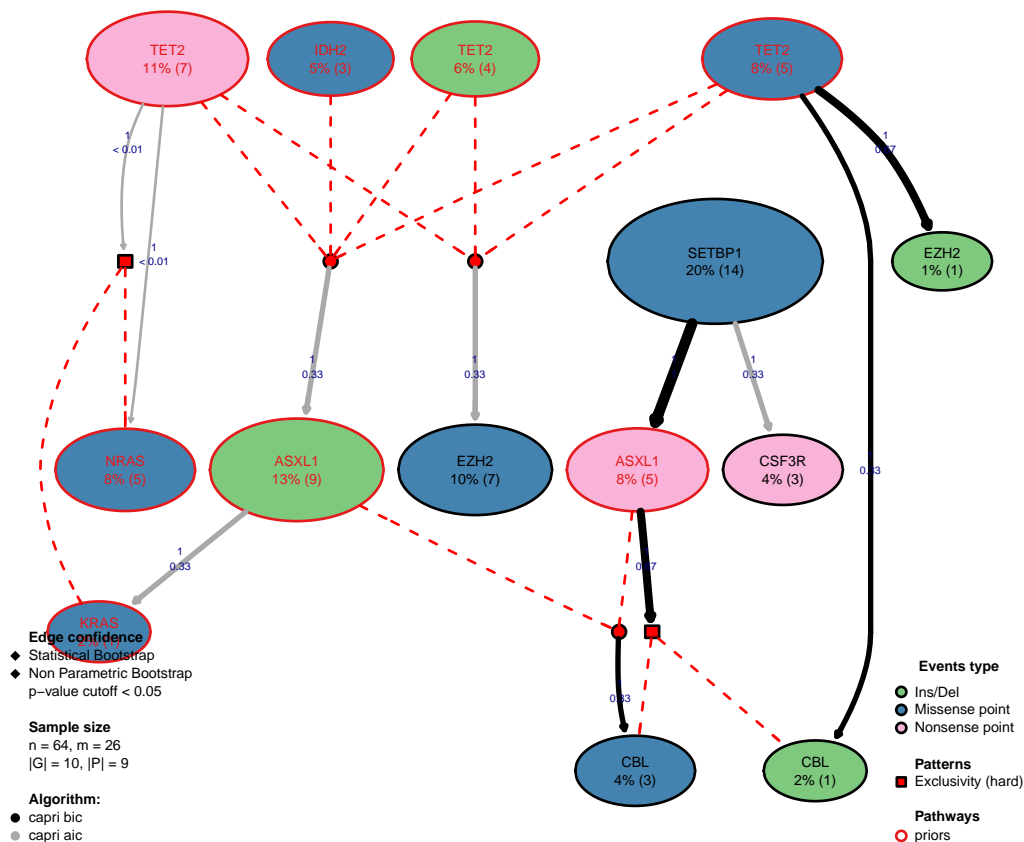 TET2
11% (7)
IDH2
5% (3)
TET2
6% (4)
TET2
8% (5)
1
< 0.01
1
SETBP1
20% (14)
EZH2
1% (1)
1
< 0.01
1
0.33
1
0.33
1
1
0.33
NRAS
8% (5)
ASXL1
13% (9)
EZH2
10% (7)
ASXL1
8% (5)
CSF3R
4% (3)
1
0.33
KRAS
CBL
4% (3)
CBL
2% (1)
Edge confidence
Statistical Bootstrap
Non Parametric Bootstrap
p−value cutoff < 0.05
Sample size
n = 64, m = 26
|G| = 10, |P| = 9
Algorithm:
capri bic
capri aic
Events type
Ins/Del
Missense point
Nonsense point
Patterns
Exclusivity (hard)
Pathways
priors